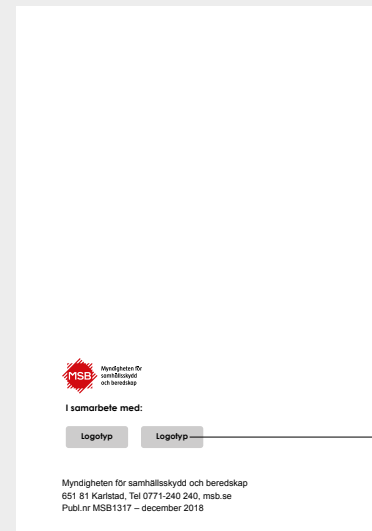 MSB
Myndigheten för
samhällsskydd
och beredskap
I samarbete med:
Logotyp Logotyp
Myndigheten för samhällsskydd och beredskap
651 81 Karlstad, Tel 0771-240 240, msb.se
Publ.nr MSB1317 – december 2018